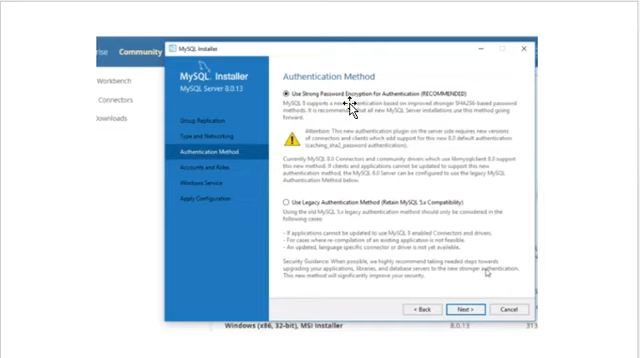 rise Community
Workbench
Connectors
Downloads
MySQL Installer
MySQL. Installer
MySQL Server 8.0.13
Group Replication
Type and Networking
Authentication Method
Accounts and Roles
Windows Service
Apply Configuration
Authentication Method
Use Strong Password Encryption for Authentication (RECOMMENDED)
MySQL 8 supports a new authentication based on improved stronger SHA256-based password
methods. It is recommended that all new MySQL Server installations use this method going
forward.
Attention: This new authentication plugin on the server side requires new versions
of connectors and clients which add support for this new 8.0 default authentication
(caching_sha2_password authentication).
Currently MySQL 8.0 Connectors and community drivers which use libmysqlclient 8.0 support
this new method. If clients and applications cannot be updated to support this new
authentication method, the MySQL 8.0 Server can be configured to use the legacy MySQL
Authentication Method below.
Use Legacy Authentication Method (Retain MySQL 5.x Compatibility)
Using the old MySQL 5.x legacy authentication method should only be considered in the
following cases:
- If applications cannot be updated to use MySQL 8 enabled Connectors and drivers.
- For cases where re-compilation of an existing application is not feasible.
- An updated, language specific connector or driver is not yet available.
Security Guidance: When possible, we highly recommend taking needed steps towards
upgrading your applications, libraries, and database servers to the new stronger authentication.
This new method will significantly improve your security.
< Back Next > Cancel
Windows (x86, 32-bit), MSI Installer 8.0.13 313